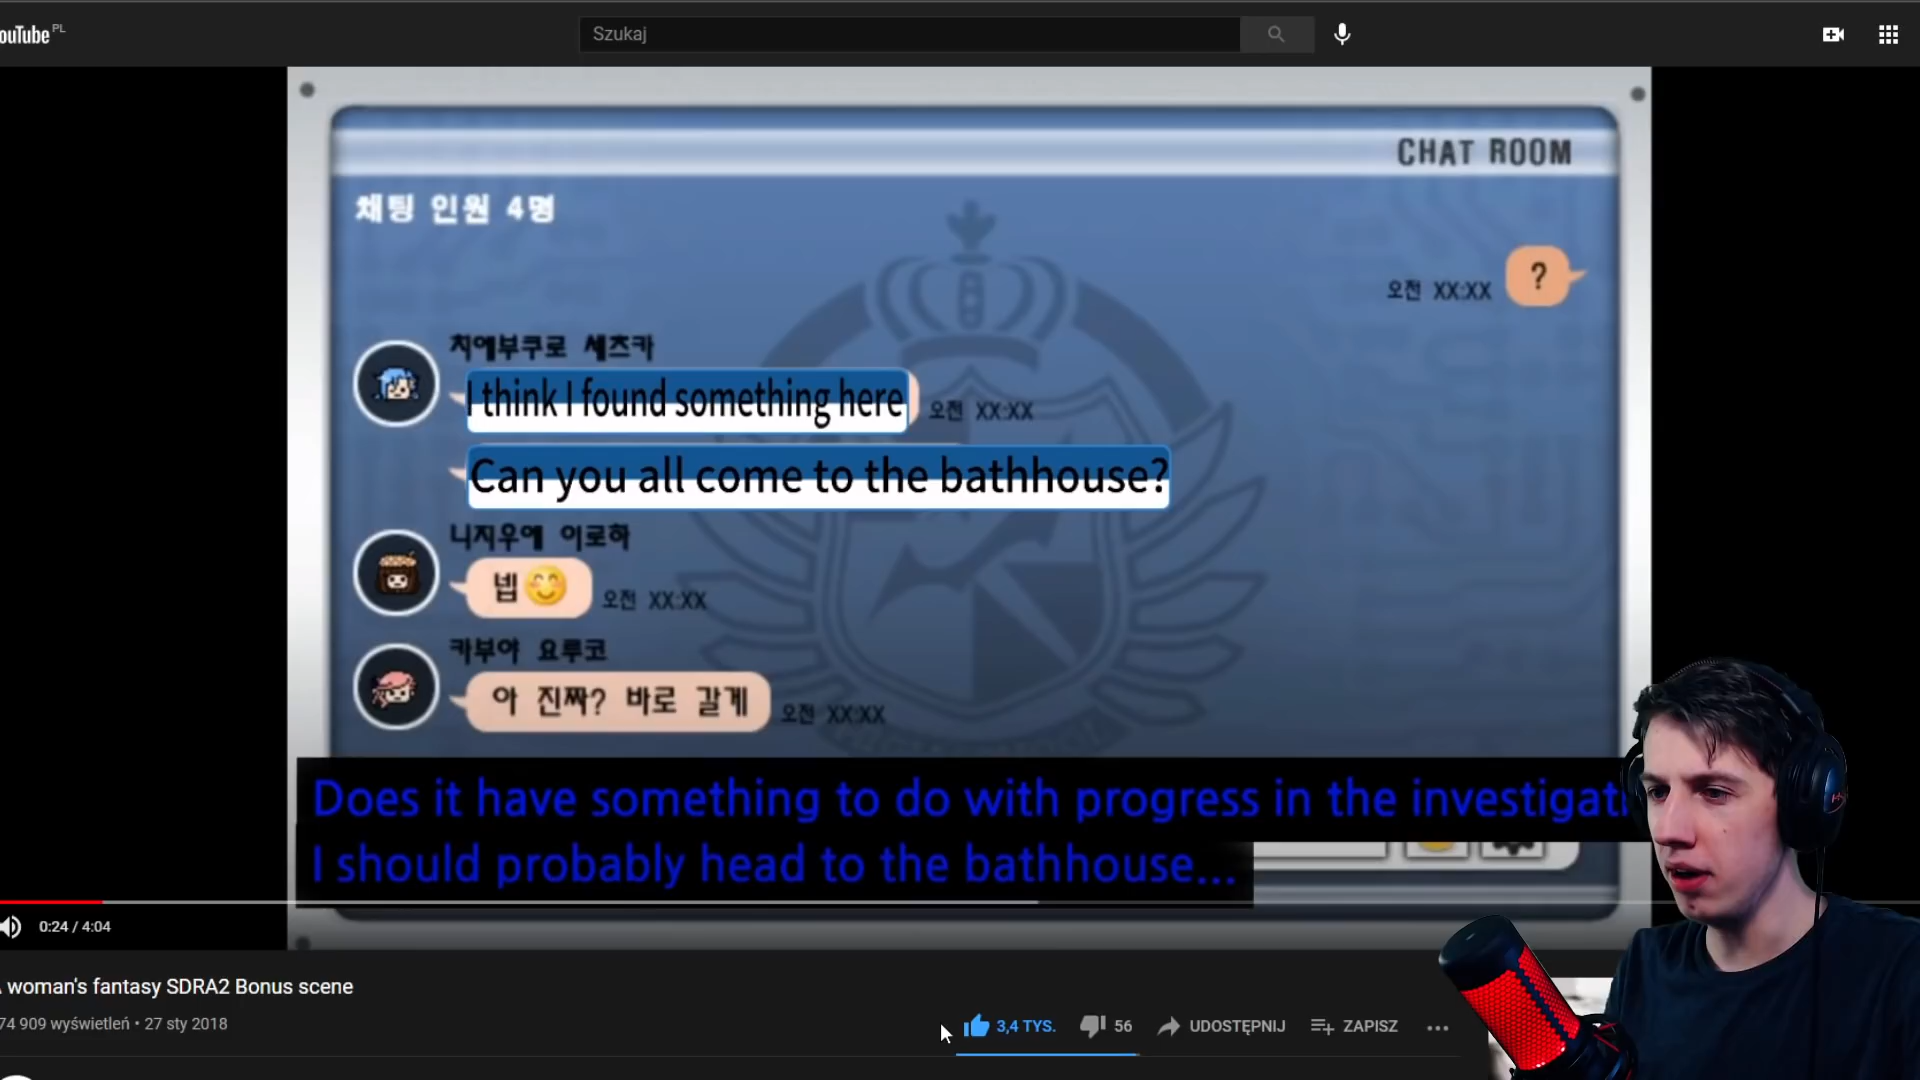 ouTube PL
Szukaj
CHAT ROOM
채팅 인원 4명
?
오전 XX:XX
치에부쿠로 세츠카
I think I found something here
오전 XX:XX
Can you all come to the bathhouse?
니지우에 이로하
넵😊
오전 XX:XX
카부야 요루코
아 진짜? 바로 갈게
오전 XX:XX
Does it have something to do with progress in the investigati
I should probably head to the bathhouse...
0:24 / 4:04
woman's fantasy SDRA2 Bonus scene
74 909 wyświetleń • 27 sty 2018
3,4 TYS.
56
UDOSTĘPNIJ
ZAPISZ